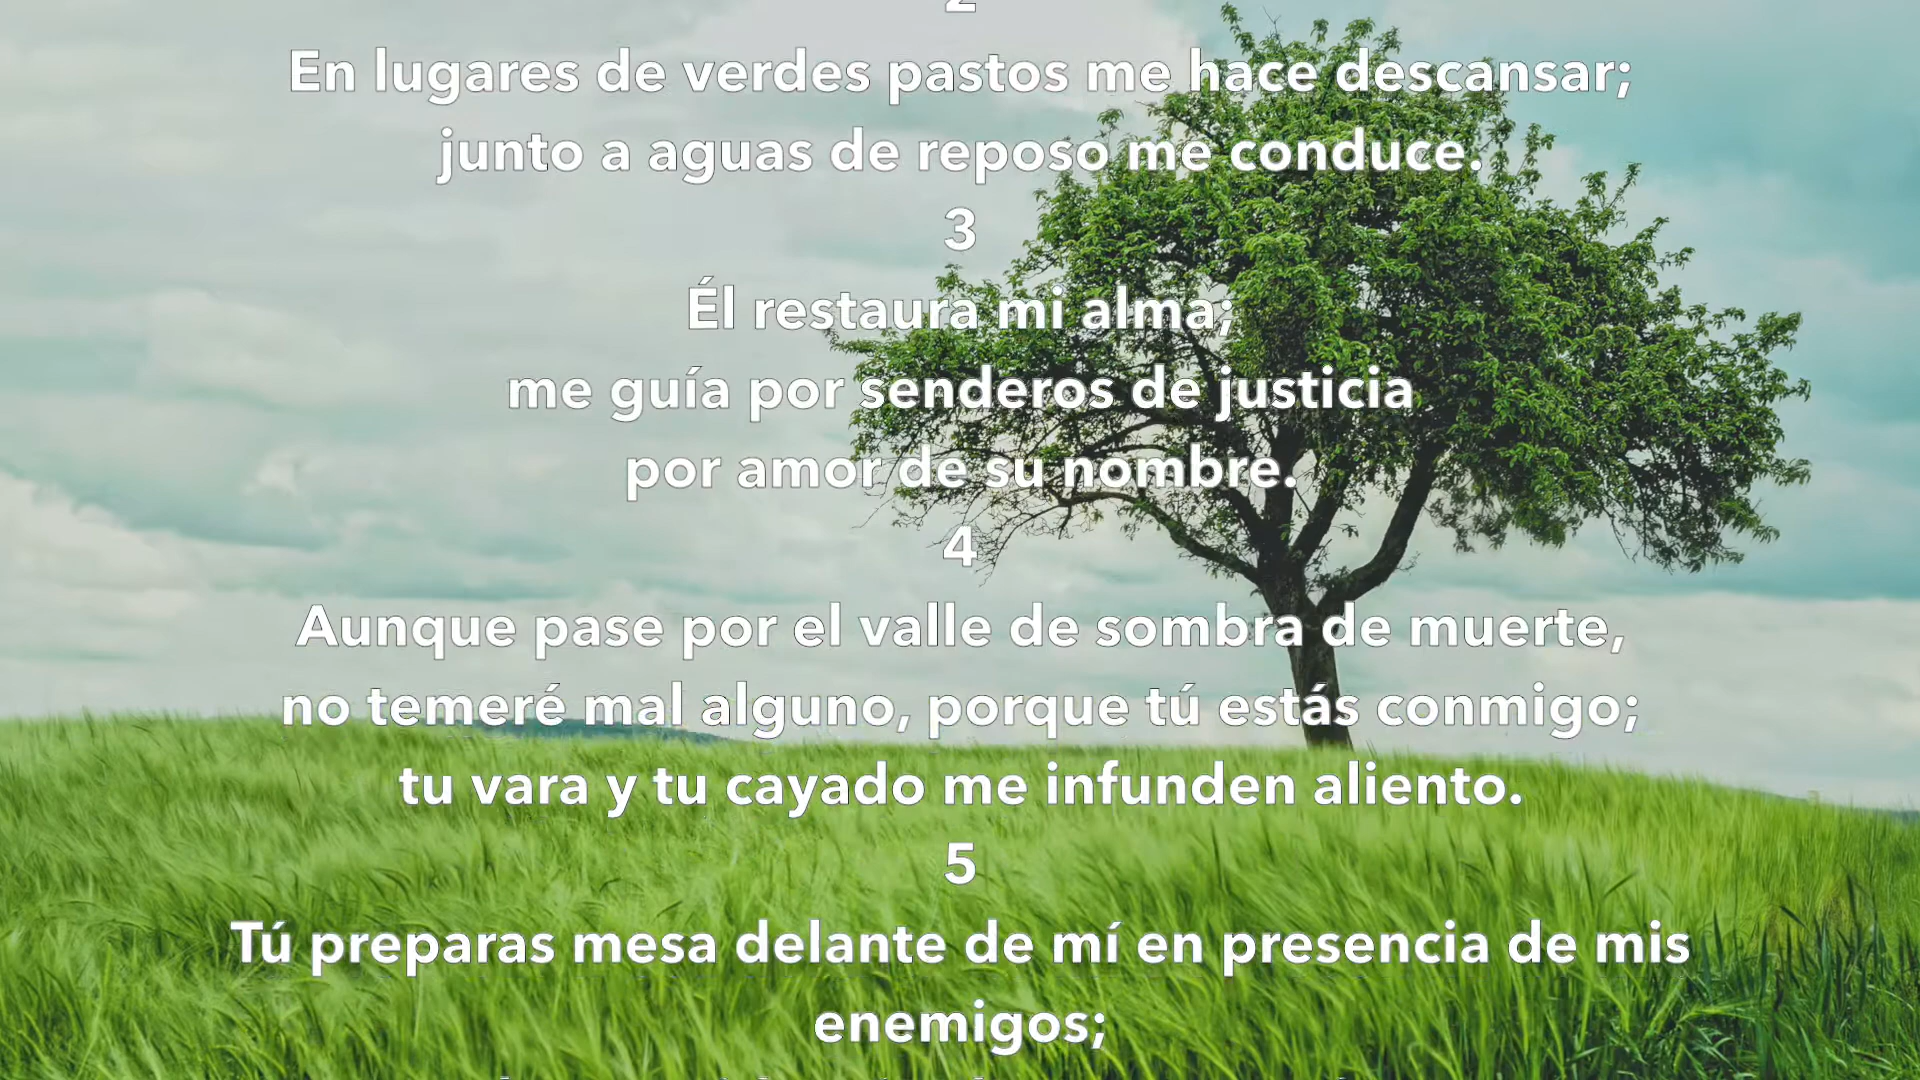 2
En lugares de verdes pastos me hace descansar;
junto a aguas de reposo me conduce.
3
Él restaura mi alma;
me guía por senderos de justicia
por amor de su nombre.
4
Aunque pase por el valle de sombra de muerte,
no temeré mal alguno, porque tú estás conmigo;
tu vara y tu cayado me infunden aliento.
5
Tú preparas mesa delante de mí en presencia de mis
enemigos;